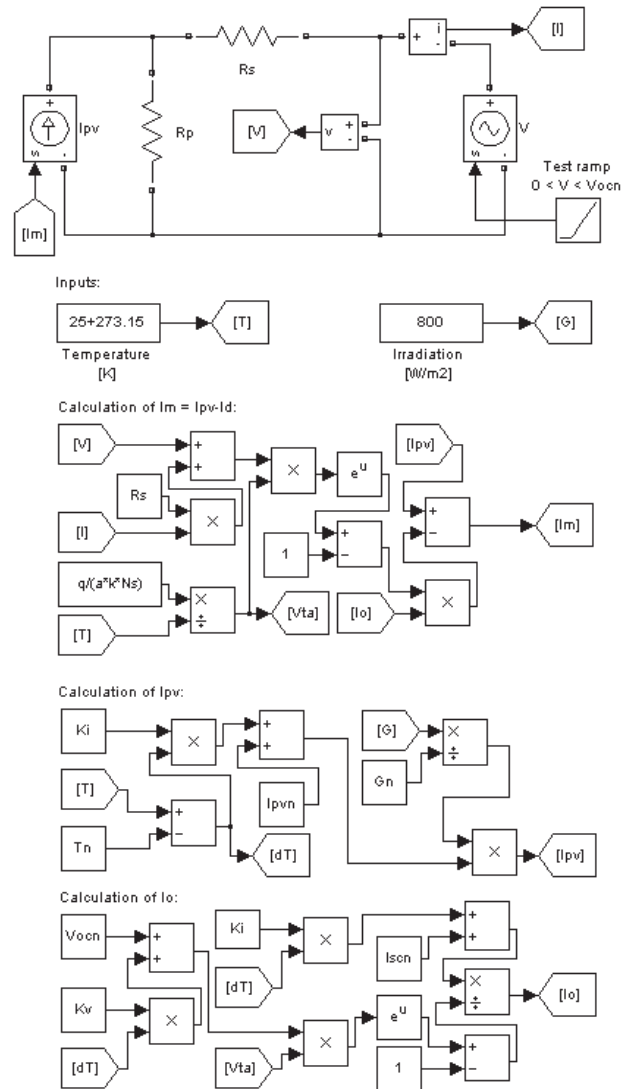 + i
-
[I]
Rs
+
Ipv
s -
Rp
[V]
v + -
+
V
s -
[Im]
Test ramp
0 < V < Vocn
Inputs:
25+273.15
[T]
800
[G]
Temperature
[K]
Irradiation
[W/m2]
Calculation of Im = Ipv-Id:
[V]
+
+
×
e^u
[Ipv]
Rs
×
[I]
+
−
[Im]
1
+
−
q/(a*k*Ns)
×
÷
[T]
[Vta]
[Io]
×
Calculation of Ipv:
Ki
×
+
+
[G]
×
÷
[T]
Ipvn
Gn
+
−
Tn
[dT]
×
[Ipv]
Calculation of Io:
Vocn
+
+
Ki
×
+
+
Iscn
[dT]
×
÷
[Io]
Kv
×
e^u
[dT]
[Vta]
×
1
+
−